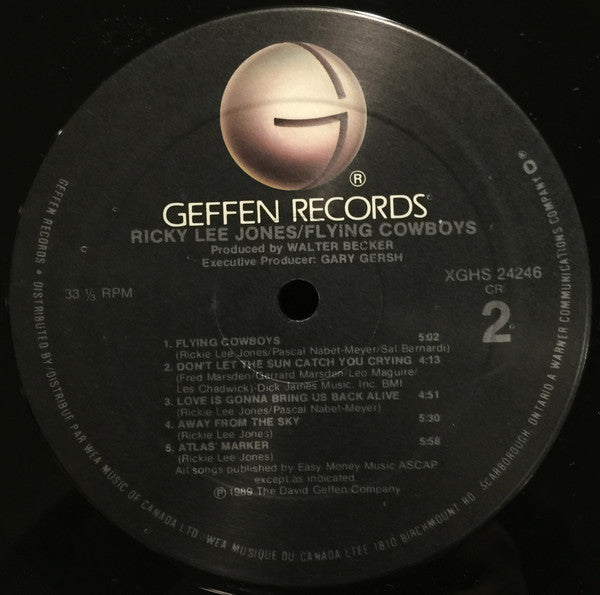 G
®
GEFFEN RECORDS
RICKY LEE JONES/FLYING COWBOYS
Produced by WALTER BECKER
Executive Producer: GARY GERSH
33 ⅓ RPM
XGHS 24246
CR
2
1. FLYING COWBOYS 5:02
(Rickie Lee Jones/Pascal Nabet-Meyer/Sal Bernardi)
2. DON'T LET THE SUN CATCH YOU CRYING 4:13
(Fred Marsden/Gerrard Marsden/Leo Maguire/
Les Chadwick)-Dick James Music, Inc. BMI
3. LOVE IS GONNA BRING US BACK ALIVE 4:51
(Rickie Lee Jones/Pascal Nabet-Meyer)
4. AWAY FROM THE SKY 5:30
(Rickie Lee Jones)
5. ATLAS' MARKER 5:58
(Rickie Lee Jones)
All songs published by Easy Money Music ASCAP
except as indicated.
℗ 1989 The David Geffen Company
GEFFEN RECORDS • DISTRIBUTED BY/DISTRIBUE PAR WEA MUSIC OF CANADA LTD. WEA MUSIQUE DU CANADA LTEE 1810 BIRCHMOUNT RD. SCARBOROUGH, ONTARIO A WARNER COMMUNICATIONS COMPANY